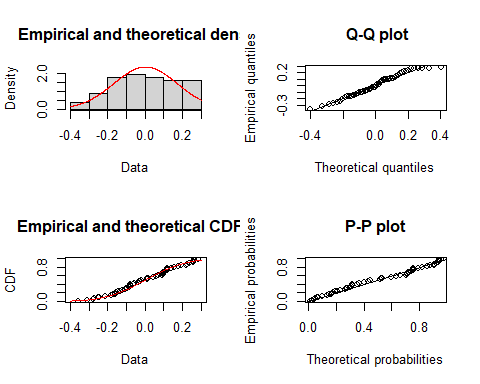 Empirical and theoretical den
Density
0.0 2.0
-0.4 -0.2 0.0 0.2
Data
Q-Q plot
Empirical quantiles
-0.3 0.2
-0.4 0.0 0.2 0.4
Theoretical quantiles
Empirical and theoretical CDF
CDF
0.0 0.8
-0.4 -0.2 0.0 0.2
Data
P-P plot
Empirical probabilities
0.0 0.8
0.0 0.4 0.8
Theoretical probabilities